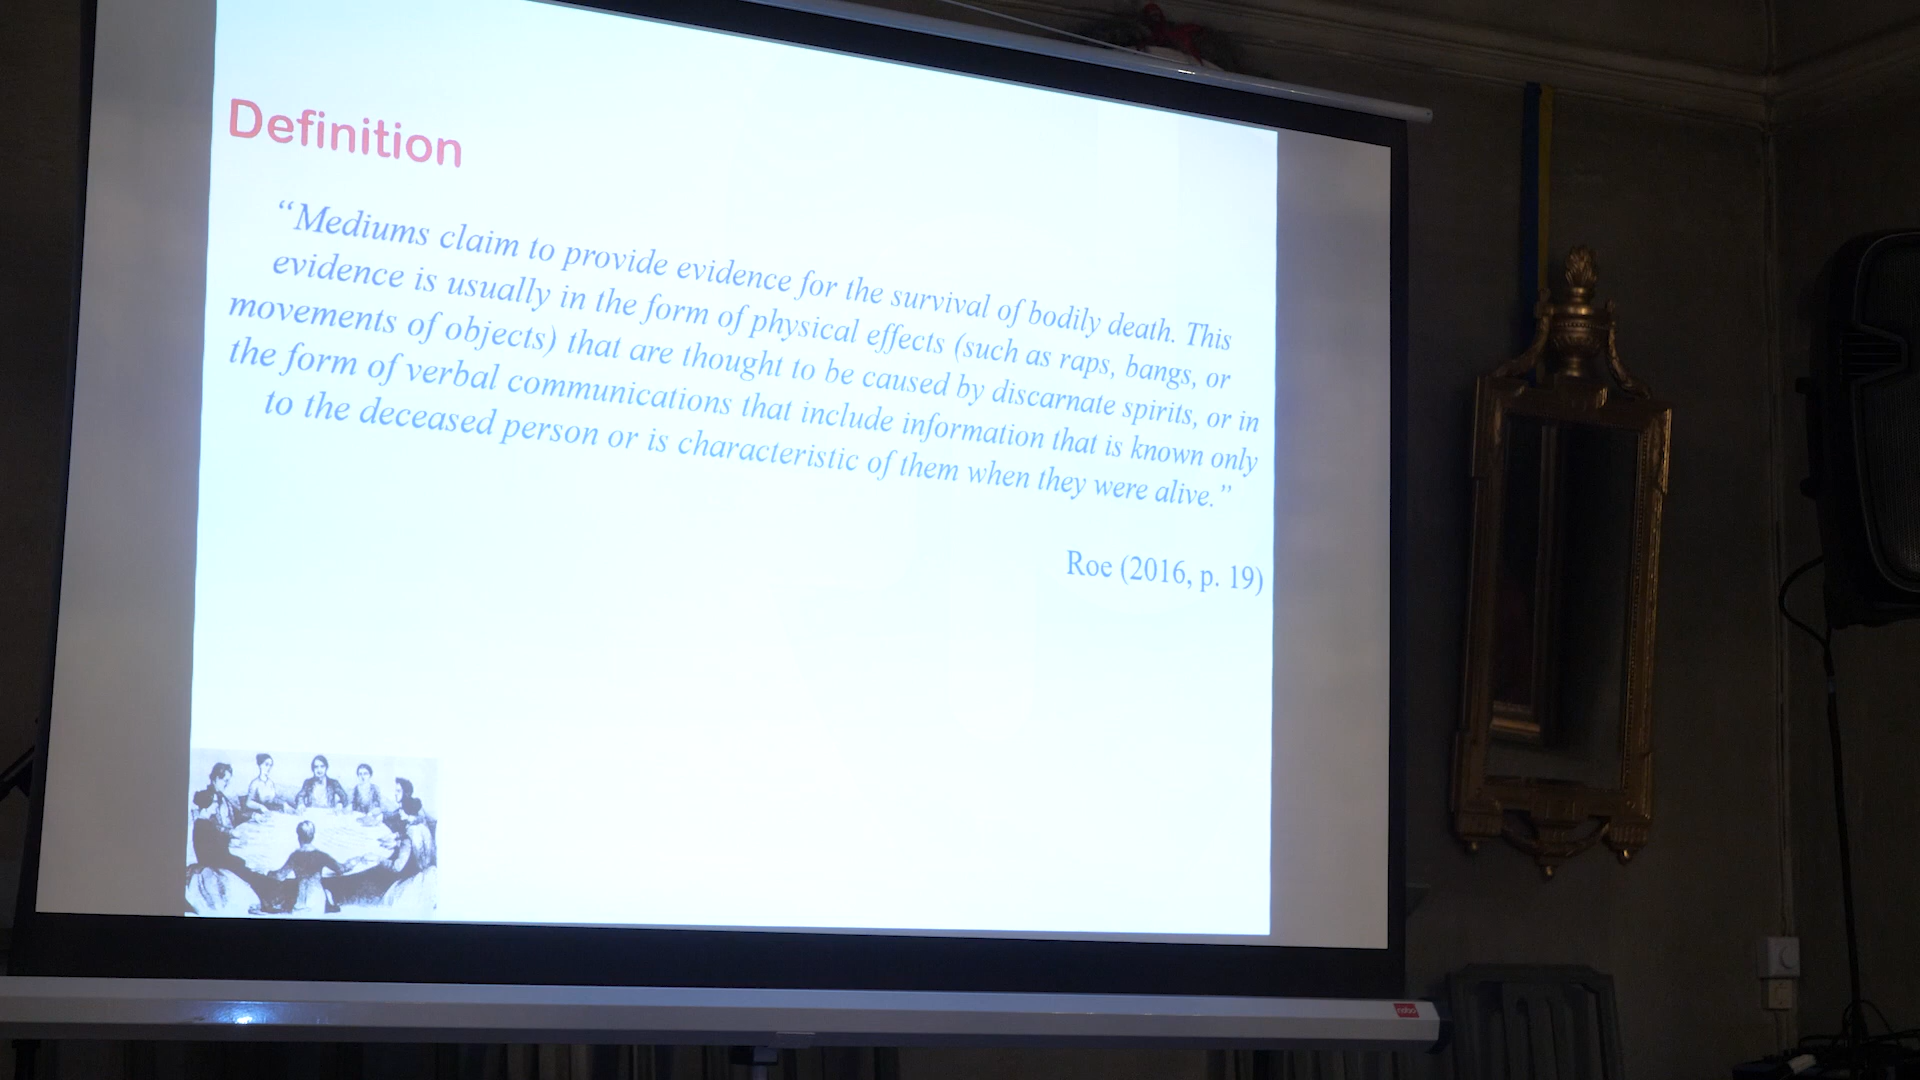 Definition
“Mediums claim to provide evidence for the survival of bodily death. This
evidence is usually in the form of physical effects (such as raps, bangs, or
movements of objects) that are thought to be caused by discarnate spirits, or in
the form of verbal communications that include information that is known only
to the deceased person or is characteristic of them when they were alive.”
Roe (2016, p. 19)